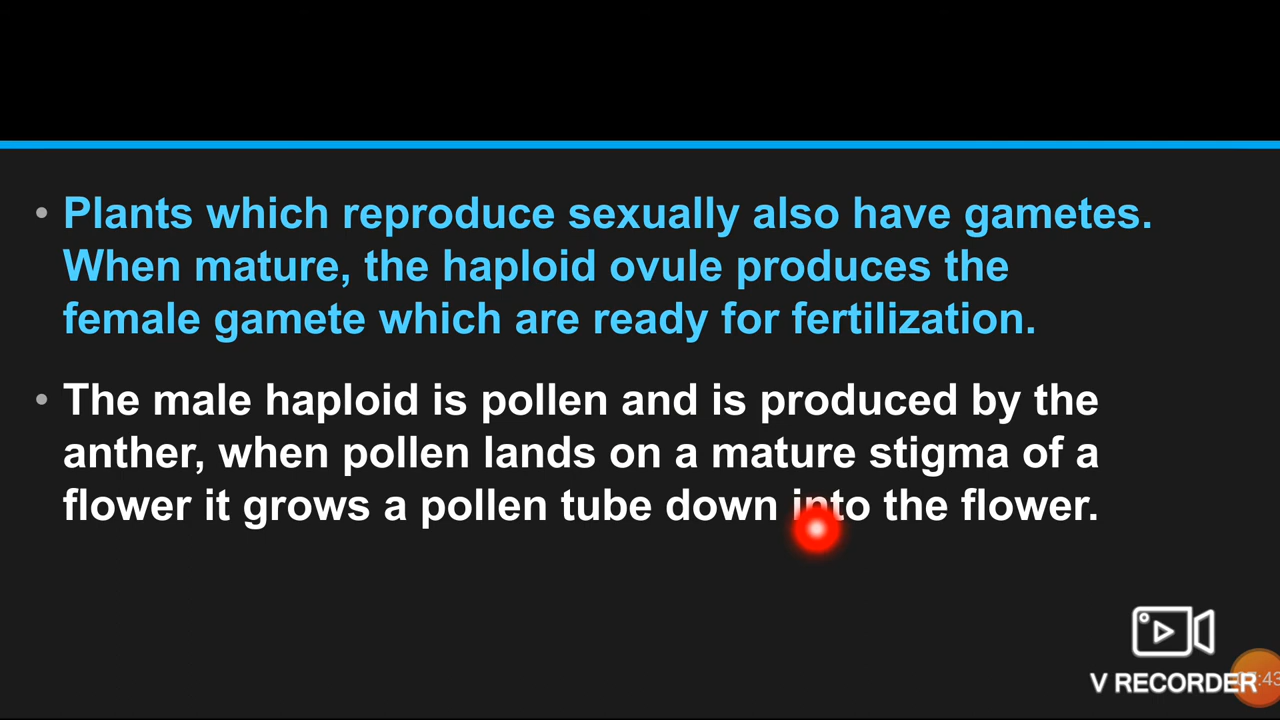 • Plants which reproduce sexually also have gametes.
When mature, the haploid ovule produces the
female gamete which are ready for fertilization.
• The male haploid is pollen and is produced by the
anther, when pollen lands on a mature stigma of a
flower it grows a pollen tube down into the flower.
V RECORDER